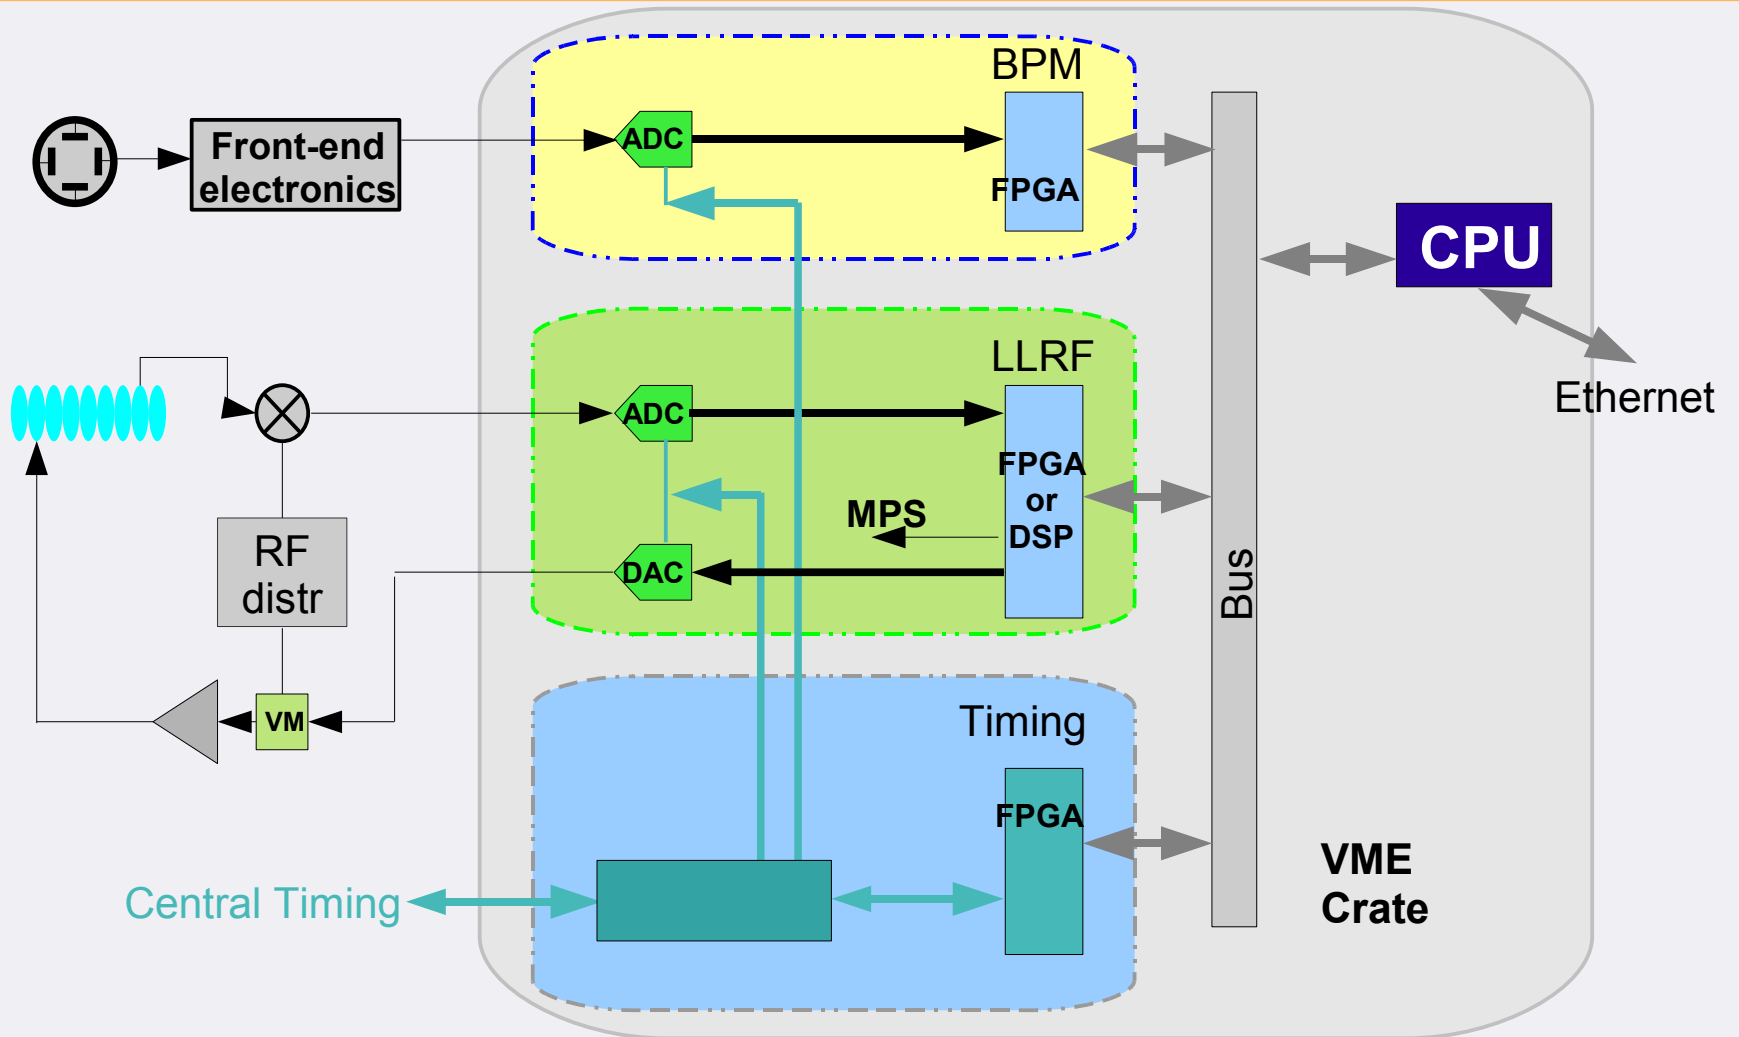 BPM
ADC
Front-end
electronics
FPGA
CPU
LLRF
Ethernet
ADC
FPGA
or
DSP
MPS
RF
distr
DAC
Bus
VM
Timing
FPGA
Central Timing
VME
Crate